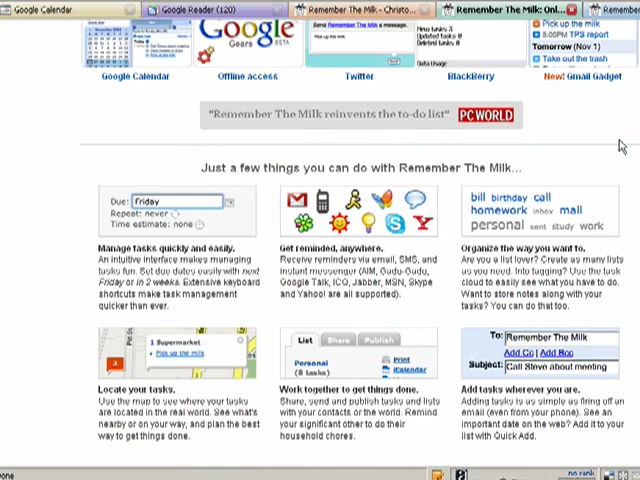 Google Calendar
Google Reader (120)
Remember The Milk - Christo...
Remember The Milk: Onl...
Remember
Google
Gears BETA
Send Remember The Milk a message.
Pick up the milk
New tasks 3
Updated tasks 0
Deleted tasks 0
Data Usage
Pick up the milk
5:00PM TPS report
Tomorrow (Nov 1)
Take out the trash
Google Calendar
Offline access
Twitter
BlackBerry
New! Gmail Gadget
"Remember The Milk reinvents the to-do list" PC WORLD
Just a few things you can do with Remember The Milk...
Due: Friday
Repeat: never
Time estimate: none
bill birthday call
homework inbox mall
personal sent study work
Manage tasks quickly and easily.
An intuitive interface makes managing
tasks fun. Set due dates easily with next
Friday or in 2 weeks. Extensive keyboard
shortcuts make task management
quicker than ever.
Get reminded, anywhere.
Receive reminders via email, SMS, and
instant messenger (AIM, Gadu-Gadu,
Google Talk, ICQ, Jabber, MSN, Skype
and Yahoo! are all supported).
Organize the way you want to.
Are you a list lover? Create as many lists
as you need. Into tagging? Use the task
cloud to easily see what you have to do.
Want to store notes along with your
tasks? You can do that too.
1 Supermarket
Pick up the milk
List Share Publish
Personal
(8 tasks)
Print
iCalendar
To: Remember The Milk
Add Cc | Add Bcc
Subject: Call Steve about meeting
Locate your tasks.
Use the map to see where your tasks
are located in the real world. See what's
nearby or on your way, and plan the best
way to get things done.
Work together to get things done.
Share, send and publish tasks and lists
with your contacts or the world. Remind
your significant other to do their
household chores.
Add tasks wherever you are.
Adding tasks is as simple as firing off an
email (even from your phone). See an
important date on the web? Add it to your
list with Quick Add.
no rank